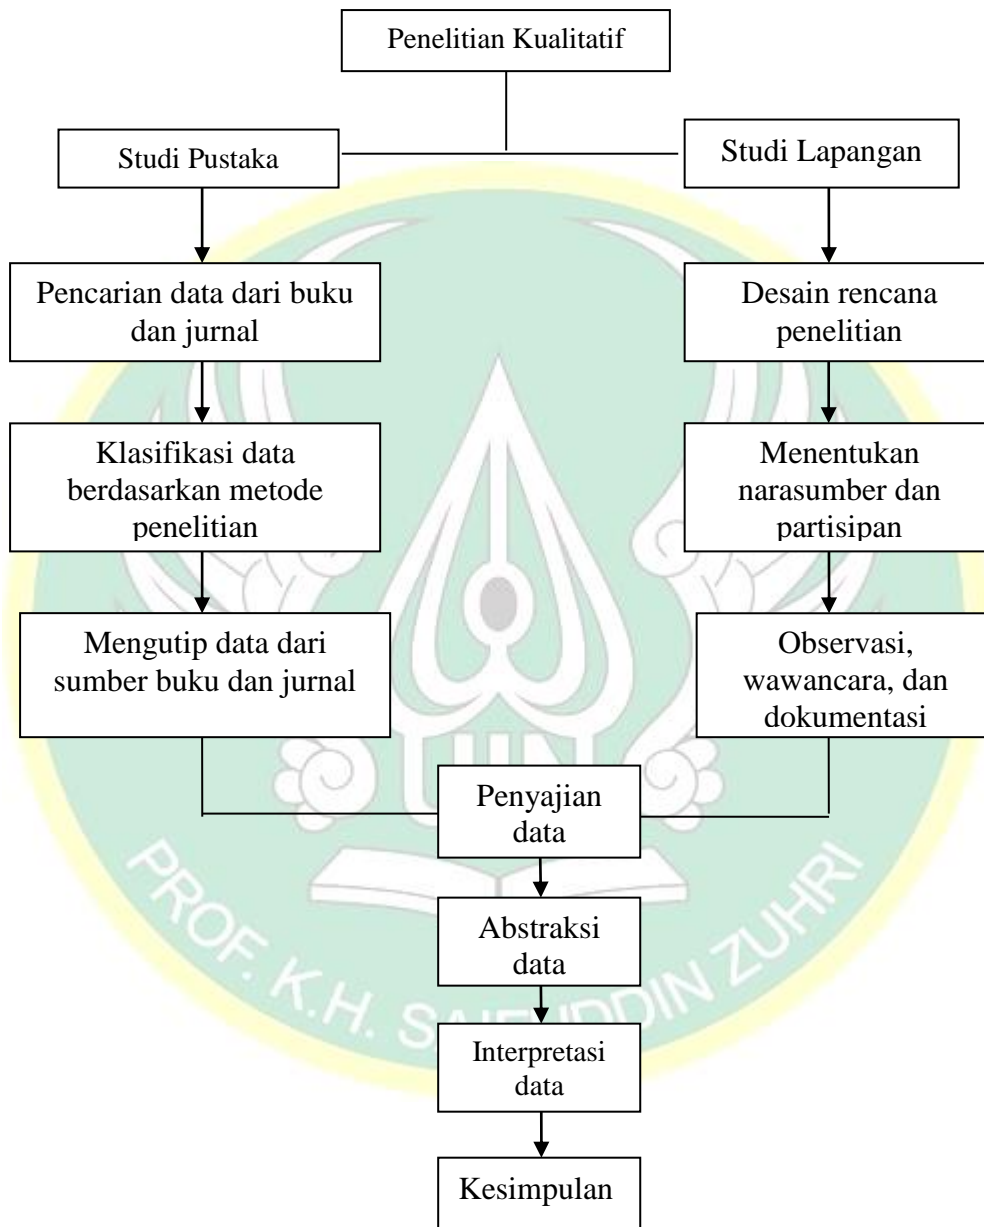 Penelitian Kualitatif
Studi Pustaka
Studi Lapangan
Pencarian data dari buku
dan jurnal
Desain rencana
penelitian
Klasifikasi data
berdasarkan metode
penelitian
Menentukan
narasumber dan
partisipan
Mengutip data dari
sumber buku dan jurnal
Observasi,
wawancara, dan
dokumentasi
Penyajian
data
Abstraksi
data
Interpretasi
data
Kesimpulan
UIN
PROF. K.H. SAIFUDDIN ZUHRI